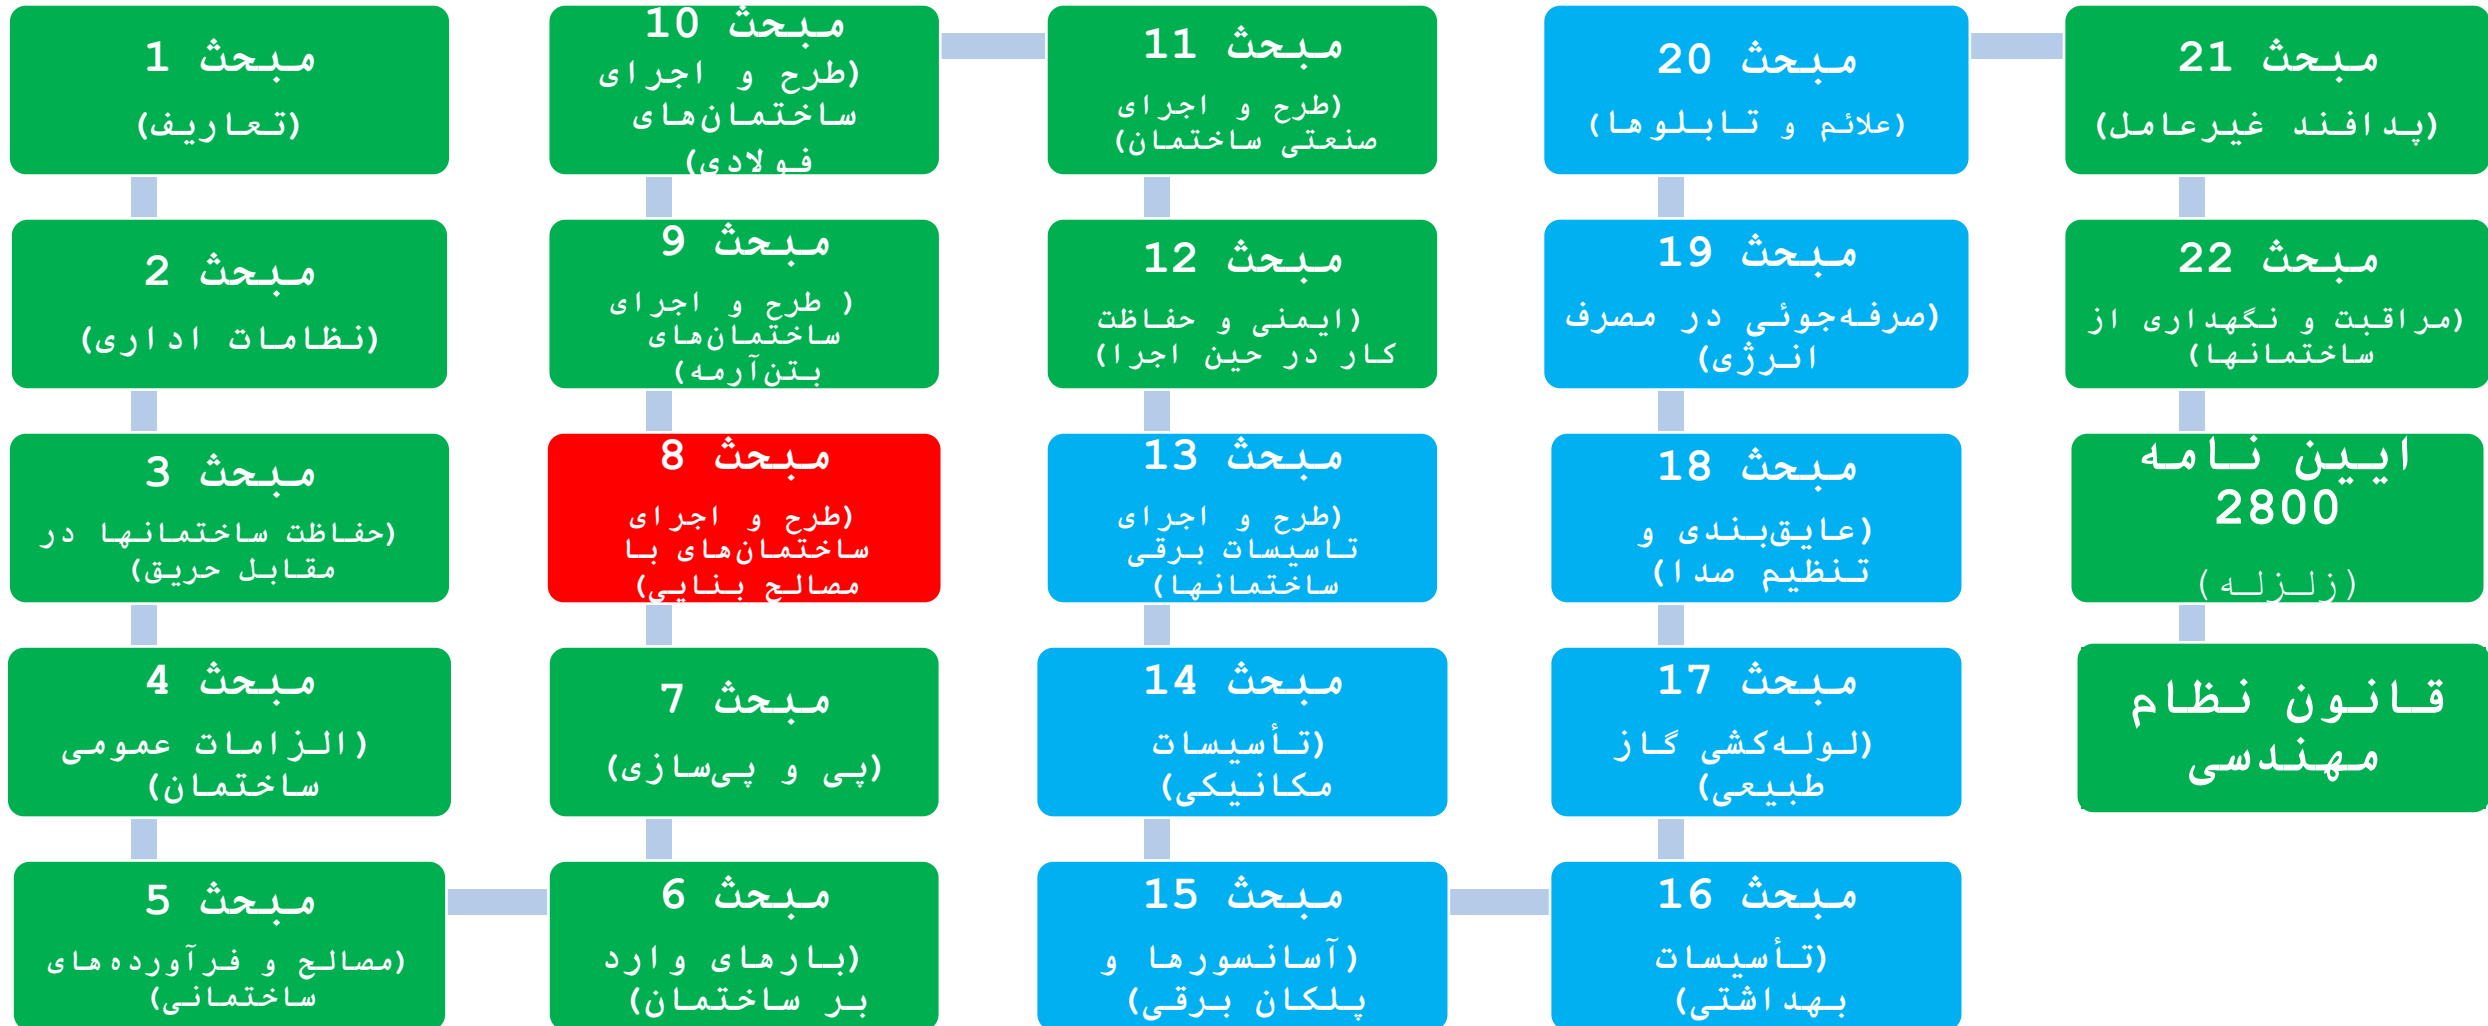 مبحث 1
(تعاریف)
مبحث 2
(نظامات اداری)
مبحث 3
(حفاظت ساختمانها در
مقابل حریق)
مبحث 4
(الزامات عمومی
ساختمان)
مبحث 5
(مصالح و فرآورده‌های
ساختمانی)
مبحث 6
(بارهای وارد
بر ساختمان)
مبحث 7
(پی و پی‌سازی)
مبحث 8
(طرح و اجرای
ساختمان‌های با
مصالح بنایی)
مبحث 9
( طرح و اجرای
ساختمان‌های
بتن‌آرمه)
مبحث 10
(طرح و اجرای
ساختمان‌های
فولادی)
مبحث 11
(طرح و اجرای
صنعتی ساختمان)
مبحث 12
(ایمنی و حفاظت
کار در حین اجرا)
مبحث 13
(طرح و اجرای
تاسیسات برقی
ساختمانها)
مبحث 14
(تأسیسات
مکانیکی)
مبحث 15
(آسانسورها و
پلکان برقی)
مبحث 16
(تأسیسات
بهداشتی)
مبحث 17
(لوله‌کشی گاز
طبیعی)
مبحث 18
(عایق‌بندی و
تنظیم صدا)
مبحث 19
(صرفه‌جوئی در مصرف
انرژی)
مبحث 20
(علائم و تابلوها)
مبحث 21
(پدافند غیرعامل)
مبحث 22
(مراقبت و نگهداری از
ساختمانها)
ایین نامه
2800
(زلزله)
قانون نظام
مهندسی